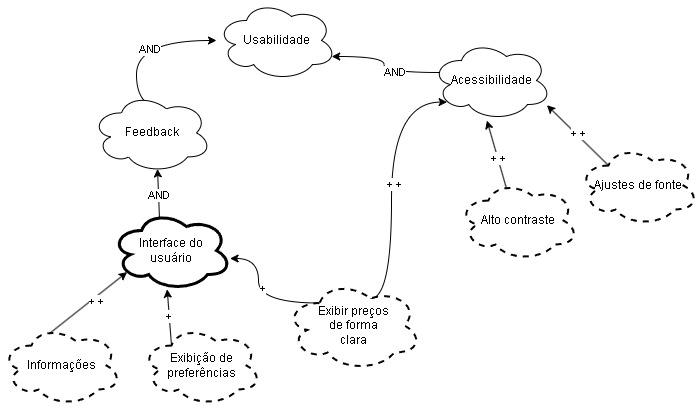 Usabilidade
AND
AND
Acessibilidade
Feedback
+ +
+ +
+ +
Ajustes de fonte
AND
Alto contraste
Interface do
usuário
+
+ +
+
Exibir preços
de forma
clara
Informações
Exibição de
preferências